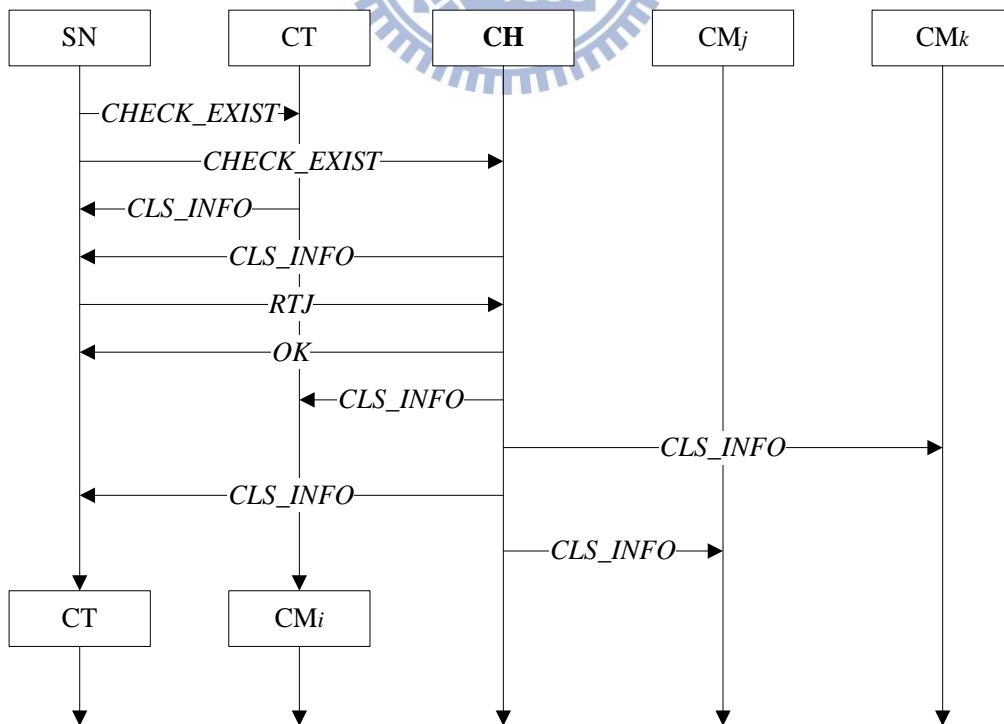 SN CT CH CMj CMk
CHECK_EXIST
CHECK_EXIST
CLS_INFO
CLS_INFO
RTJ
OK
CLS_INFO
CLS_INFO
CLS_INFO
CLS_INFO
CT CMi